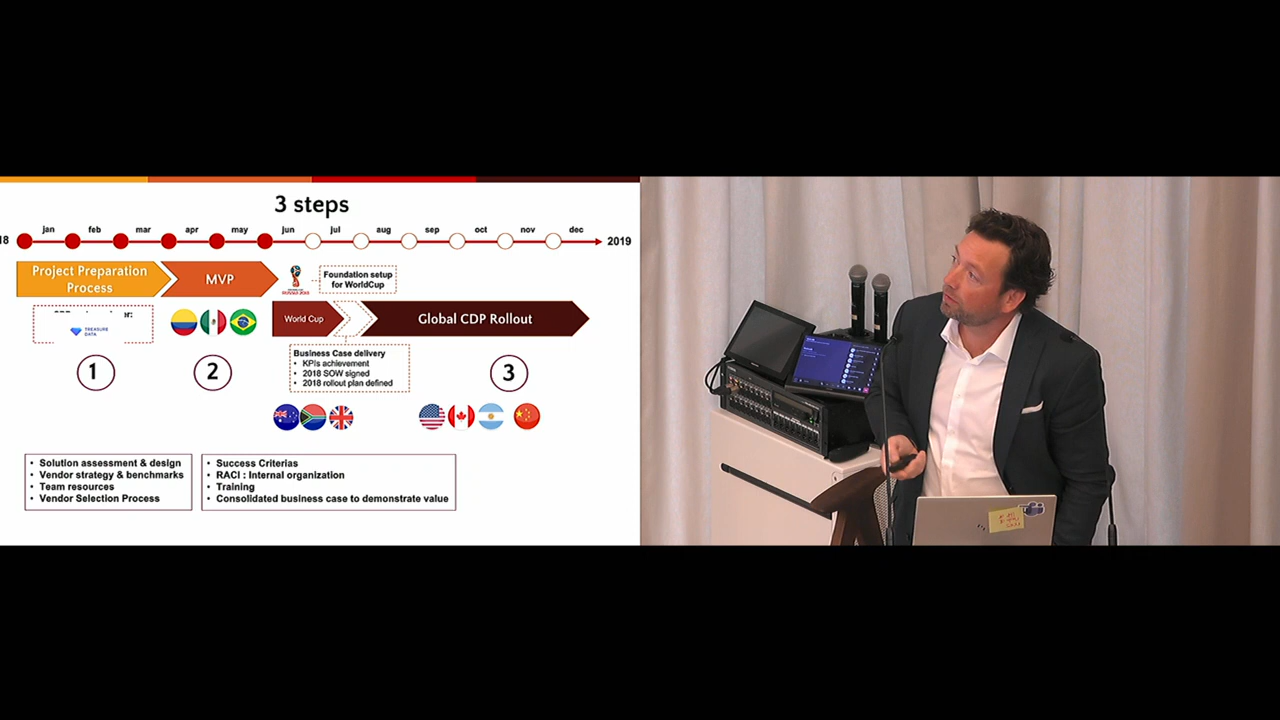 3 steps
18 jan feb mar apr may jun jul aug sep oct nov dec 2019
Project Preparation
Process
MVP
Foundation setup
for WorldCup
World Cup
Global CDP Rollout
TREASURE
DATA
Business Case delivery
• KPIs achievement
• 2018 SOW signed
• 2018 rollout plan defined
1
2
3
• Solution assessment & design
• Vendor strategy & benchmarks
• Team resources
• Vendor Selection Process
• Success Criterias
• RACI : Internal organization
• Training
• Consolidated business case to demonstrate value